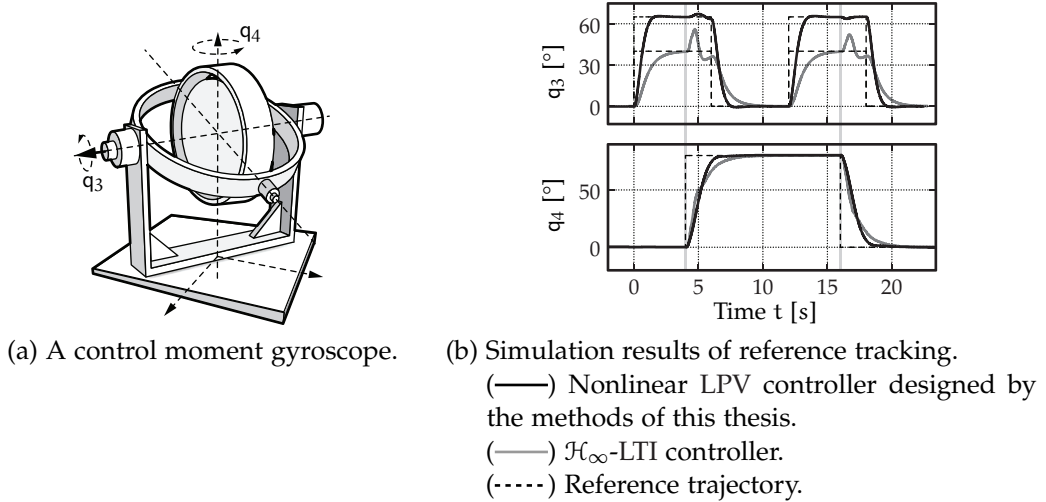 q4
q3
q3 [°]
60
30
0
q4 [°]
50
0
0
5
10
15
20
Time t [s]
(a) A control moment gyroscope.
(b) Simulation results of reference tracking.
(——) Nonlinear LPV controller designed by
the methods of this thesis.
(——) ℋ∞-LTI controller.
(-----) Reference trajectory.